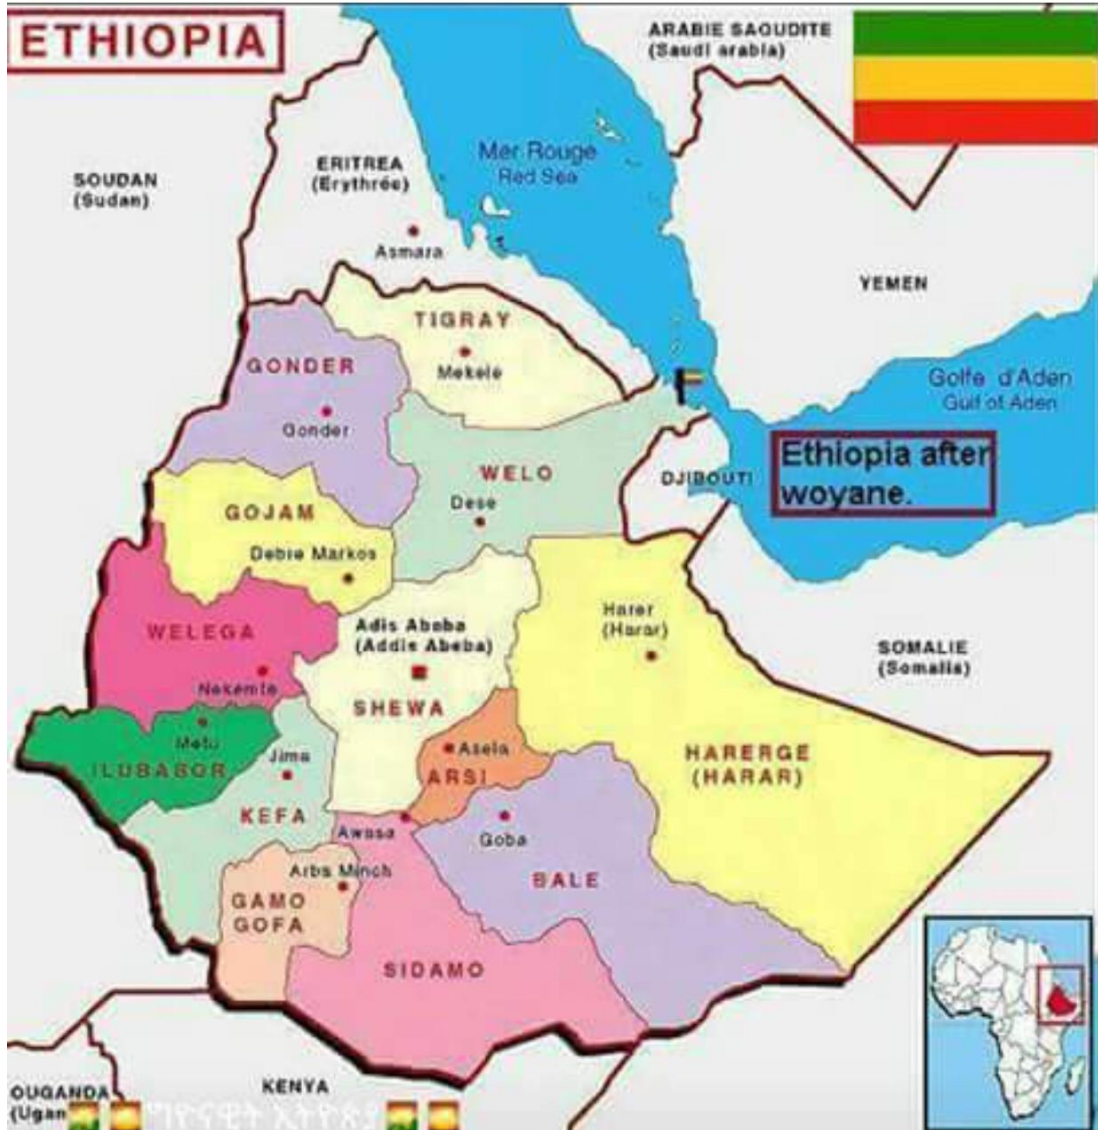 ETHIOPIA
ARABIE SAOUDITE
(Saudi arabia)
SOUDAN
(Sudan)
ERITREA
(Erythrée)
Mer Rouge
Red Sea
Asmara
YEMEN
TIGRAY
Mekele
GONDER
Gonder
Golfe d'Aden
Gulf of Aden
Ethiopia after
woyane.
WELO
Dese
DJIBOUTI
GOJAM
Debre Markos
WELEGA
Nekemte
Adis Abeba
(Addis Abeba)
SHEWA
Harer
(Harar)
SOMALIE
(Somalia)
Metu
ILUBABOR
Jima
KEFA
Asela
ARSI
HARERGE
(HARAR)
Awasa
Goba
BALE
Arba Minch
GAMO
GOFA
SIDAMO
KENYA
OUGANDA
(Ugan